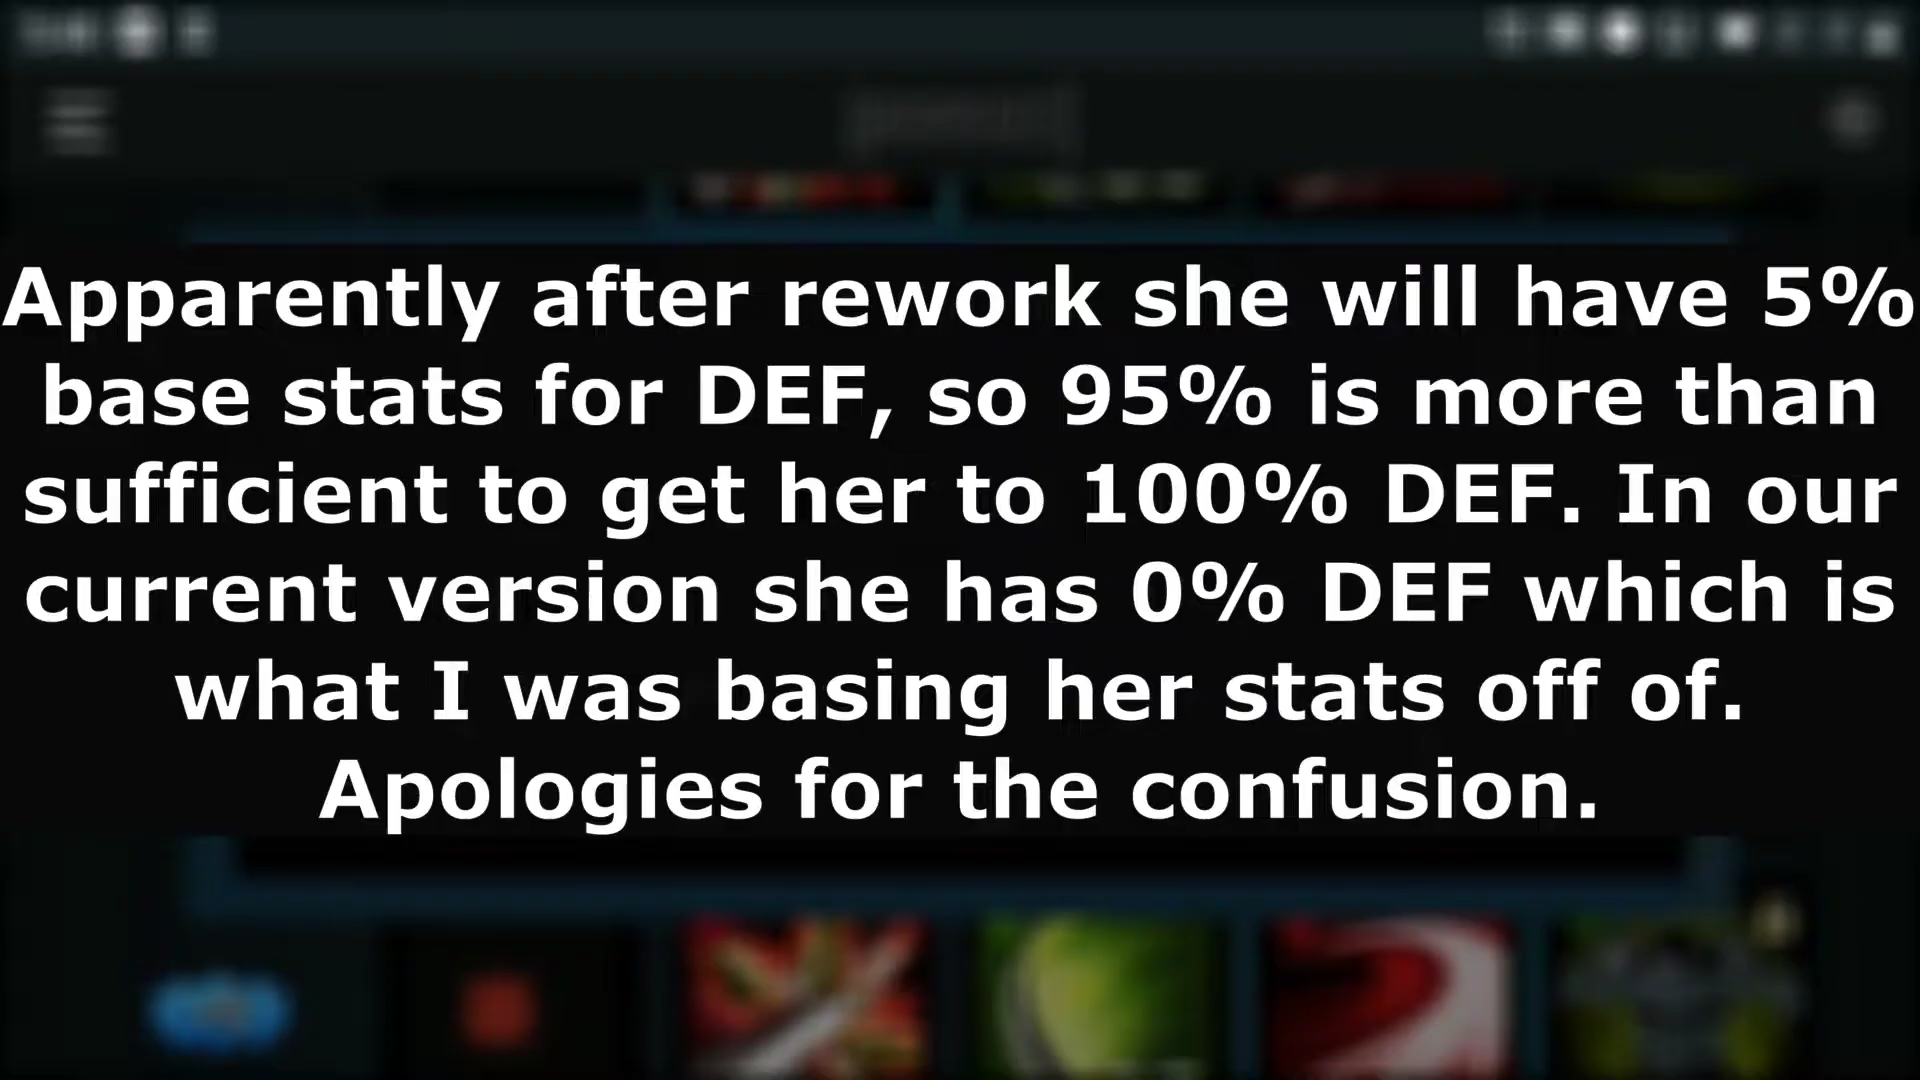 Apparently after rework she will have 5%
base stats for DEF, so 95% is more than
sufficient to get her to 100% DEF. In our
current version she has 0% DEF which is
what I was basing her stats off of.
Apologies for the confusion.